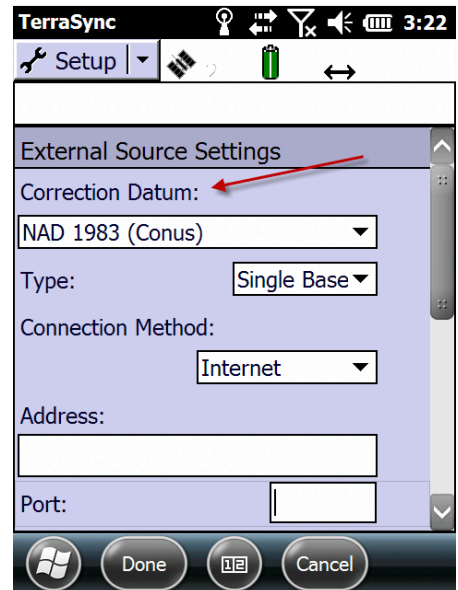 TerraSync 3:22
Setup
External Source Settings
Correction Datum:
NAD 1983 (Conus)
Type: Single Base
Connection Method:
Internet
Address:
Port:
Done 12 Cancel